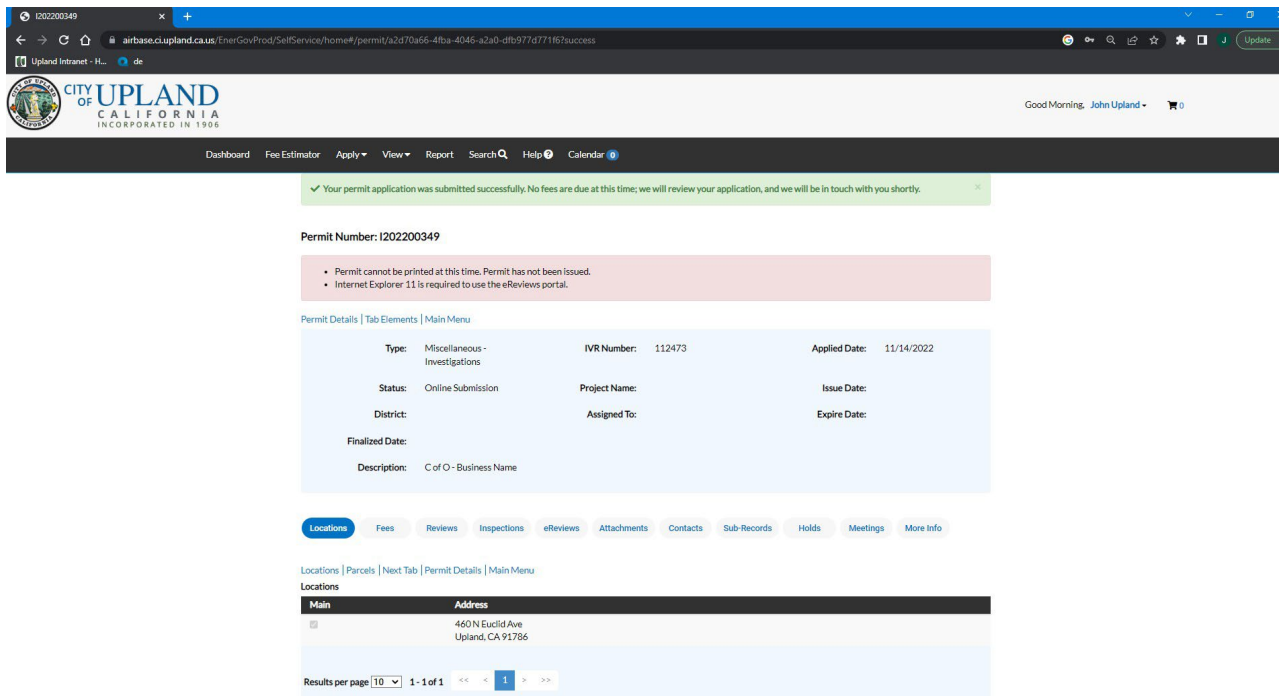 I202200349
airbase.ci.upland.ca.us/EnerGovProd/SelfService/home#/permit/a2d70a66-4fba-4046-a2a0-dfb977d771f6?success
J Update
Upland Intranet - H... de
CITY OF UPLAND
CALIFORNIA
INCORPORATED IN 1906
Good Morning, John Upland 0
Dashboard Fee Estimator Apply View Report Search Help Calendar 0
Your permit application was submitted successfully. No fees are due at this time; we will review your application, and we will be in touch with you shortly. ×
Permit Number: I202200349
• Permit cannot be printed at this time. Permit has not been issued.
• Internet Explorer 11 is required to use the eReviews portal.
Permit Details | Tab Elements | Main Menu
Type: Miscellaneous - IVR Number: 112473 Applied Date: 11/14/2022
Investigations
Status: Online Submission Project Name: Issue Date:
District: Assigned To: Expire Date:
Finalized Date:
Description: C of O - Business Name
Locations Fees Reviews Inspections eReviews Attachments Contacts Sub-Records Holds Meetings More Info
Locations | Parcels | Next Tab | Permit Details | Main Menu
Locations
Main Address
460 N Euclid Ave
Upland, CA 91786
Results per page 10 1 - 1 of 1 << < 1 > >>